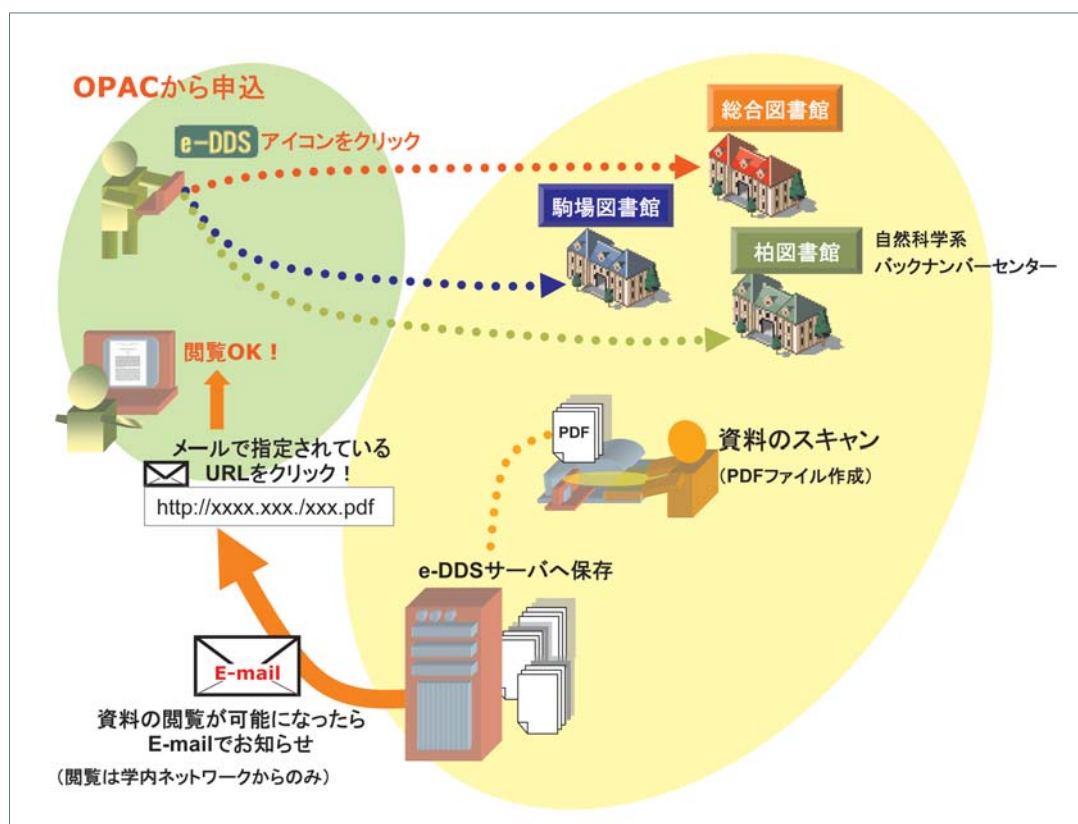 OPACから申込
e-DDS アイコンをクリック
総合図書館
駒場図書館
柏図書館
自然科学系
バックナンバーセンター
閲覧OK！
メールで指定されている
URLをクリック！
http://xxxx.xxx./xxx.pdf
PDF
資料のスキャン
（PDFファイル作成）
e-DDSサーバへ保存
E-mail
資料の閲覧が可能になったら
E-mailでお知らせ
（閲覧は学内ネットワークからのみ）